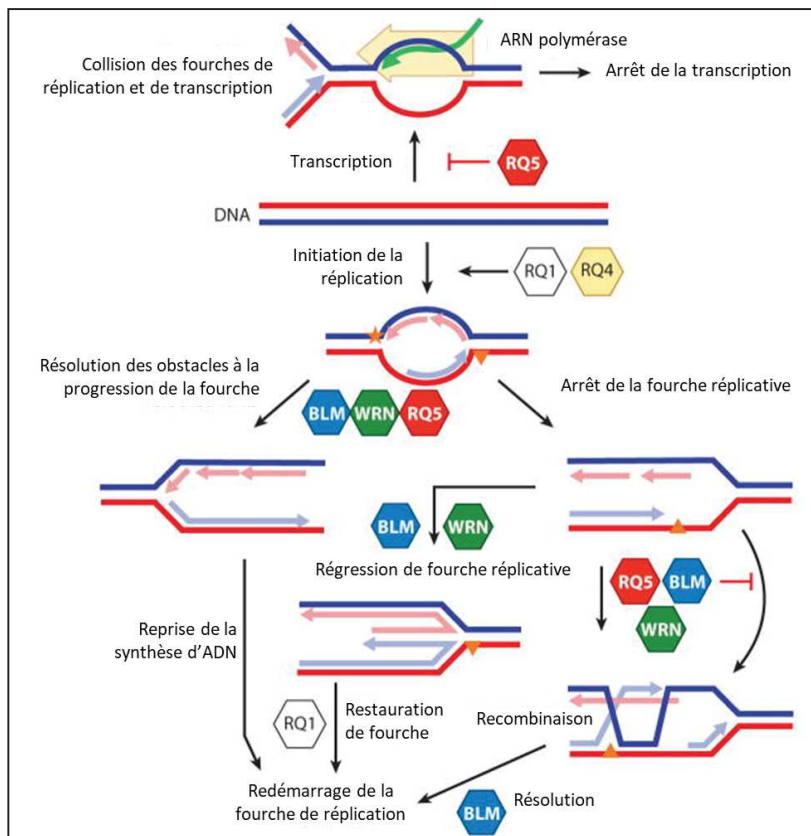 ARN polymérase
Collision des fourches de
réplication et de transcription
Arrêt de la transcription
Transcription
RQ5
DNA
Initiation de la
réplication
RQ1
RQ4
Résolution des obstacles à la
progression de la fourche
Arrêt de la fourche réplicative
BLM
WRN
RQ5
BLM
WRN
Régression de fourche réplicative
RQ5
BLM
WRN
Reprise de la
synthèse d'ADN
RQ1
Restauration
de fourche
Recombinaison
Redémarrage de la
fourche de réplication
BLM
Résolution